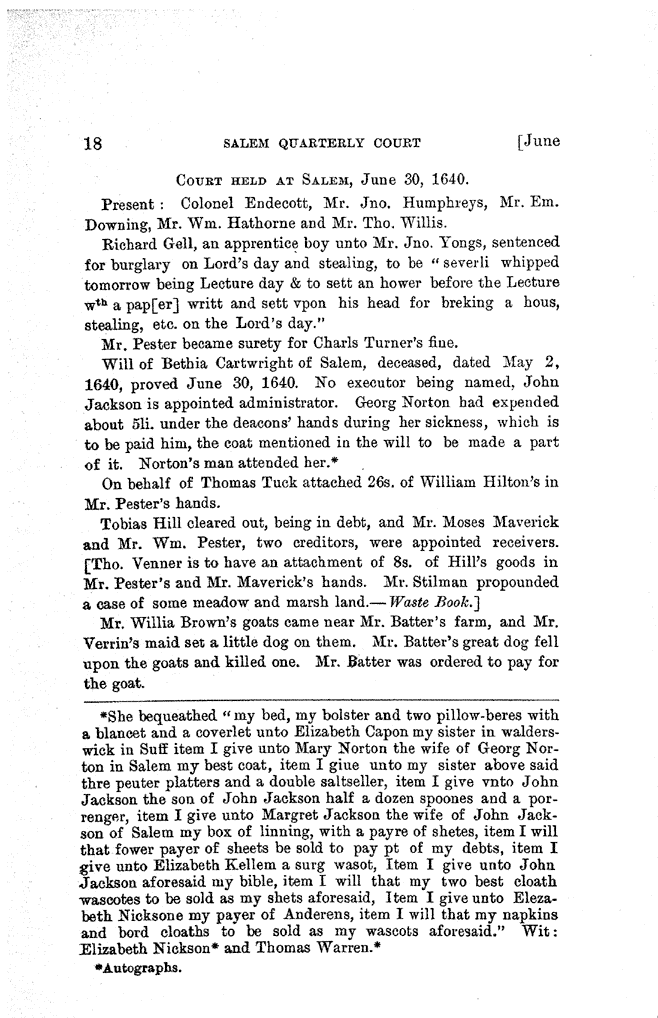 18 SALEM QUARTERLY COURT [June
COURT HELD AT SALEM, June 30, 1640.
Present : Colonel Endecott, Mr. Jno. Humphreys, Mr. Em.
Downing, Mr. Wm. Hathorne and Mr. Tho. Willis.
Richard Gell, an apprentice boy unto Mr. Jno. Yongs, sentenced
for burglary on Lord's day and stealing, to be "severli whipped
tomorrow being Lecture day & to sett an hower before the Lecture
wth a pap[er] writt and sett vpon his head for breking a hous,
stealing, etc. on the Lord's day."
Mr. Pester became surety for Charls Turner's fine.
Will of Bethia Cartwright of Salem, deceased, dated May 2,
1640, proved June 30, 1640. No executor being named, John
Jackson is appointed administrator. Georg Norton had expended
about 5li. under the deacons' hands during her sickness, which is
to be paid him, the coat mentioned in the will to be made a part
of it. Norton's man attended her.*
On behalf of Thomas Tuck attached 26s. of William Hilton's in
Mr. Pester's hands.
Tobias Hill cleared out, being in debt, and Mr. Moses Maverick
and Mr. Wm. Pester, two creditors, were appointed receivers.
[Tho. Venner is to have an attachment of 8s. of Hill's goods in
Mr. Pester's and Mr. Maverick's hands. Mr. Stilman propounded
a case of some meadow and marsh land.—Waste Book.]
Mr. Willia Brown's goats came near Mr. Batter's farm, and Mr.
Verrin's maid set a little dog on them. Mr. Batter's great dog fell
upon the goats and killed one. Mr. Batter was ordered to pay for
the goat.
*She bequeathed "my bed, my bolster and two pillow-beres with
a blancet and a coverlet unto Elizabeth Capon my sister in walders-
wick in Suff item I give unto Mary Norton the wife of Georg Nor-
ton in Salem my best coat, item I giue unto my sister above said
thre peuter platters and a double saltseller, item I give vnto John
Jackson the son of John Jackson half a dozen spoones and a por-
renger, item I give unto Margret Jackson the wife of John Jack-
son of Salem my box of linning, with a payre of shetes, item I will
that fower payer of sheets be sold to pay pt of my debts, item I
give unto Elizabeth Kellem a surg wasot, Item I give unto John
Jackson aforesaid my bible, item I will that my two best cloath
wascotes to be sold as my shets aforesaid, Item I give unto Eleza-
beth Nicksone my payer of Anderens, item I will that my napkins
and bord cloaths to be sold as my wascots aforesaid." Wit:
Elizabeth Nickson* and Thomas Warren.*
*Autographs.